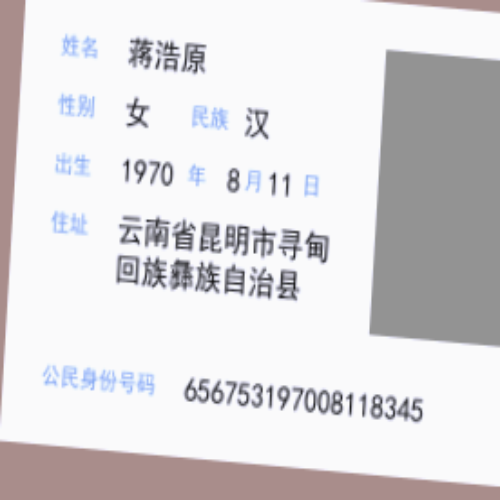 姓名 蒋浩原
性别 女 民族 汉
出生 1970 年 8 月 11 日
住址 云南省昆明市寻甸
回族彝族自治县
公民身份号码 656753197008118345